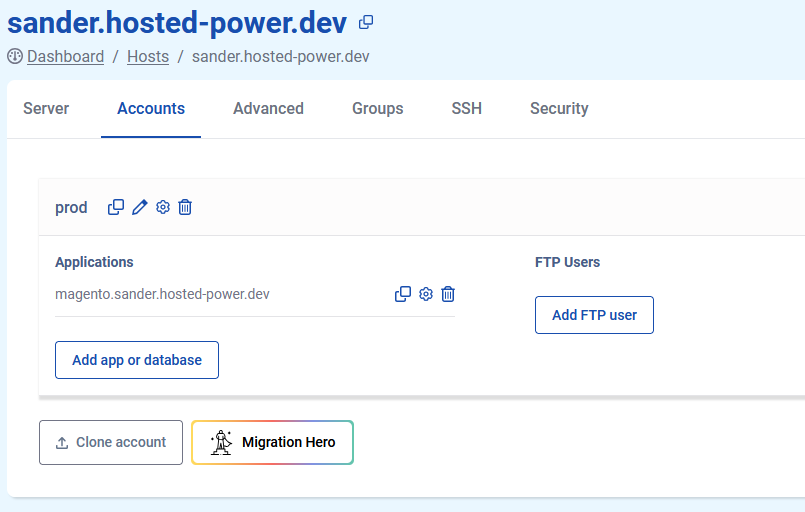 sander.hosted-power.dev
Dashboard / Hosts / sander.hosted-power.dev
Server Accounts Advanced Groups SSH Security
prod
Applications FTP Users
magento.sander.hosted-power.dev
Add FTP user
Add app or database
Clone account Migration Hero